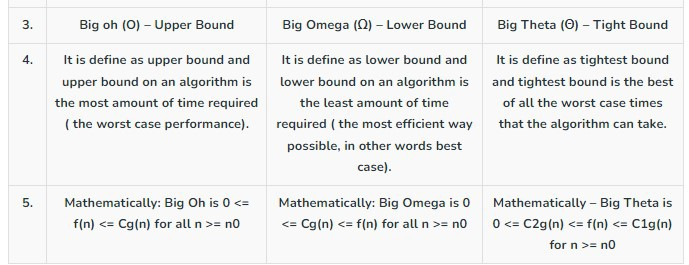 3. Big oh (O) – Upper Bound Big Omega (Ω) – Lower Bound Big Theta (Θ) – Tight Bound
4. It is define as upper bound and
upper bound on an algorithm is
the most amount of time required
( the worst case performance).
It is define as lower bound and
lower bound on an algorithm is
the least amount of time
required ( the most efficient way
possible, in other words best
case).
It is define as tightest bound
and tightest bound is the best
of all the worst case times
that the algorithm can take.
5. Mathematically: Big Oh is 0 <=
f(n) <= Cg(n) for all n >= n0
Mathematically: Big Omega is 0
<= Cg(n) <= f(n) for all n >= n0
Mathematically – Big Theta is
0 <= C2g(n) <= f(n) <= C1g(n)
for n >= n0